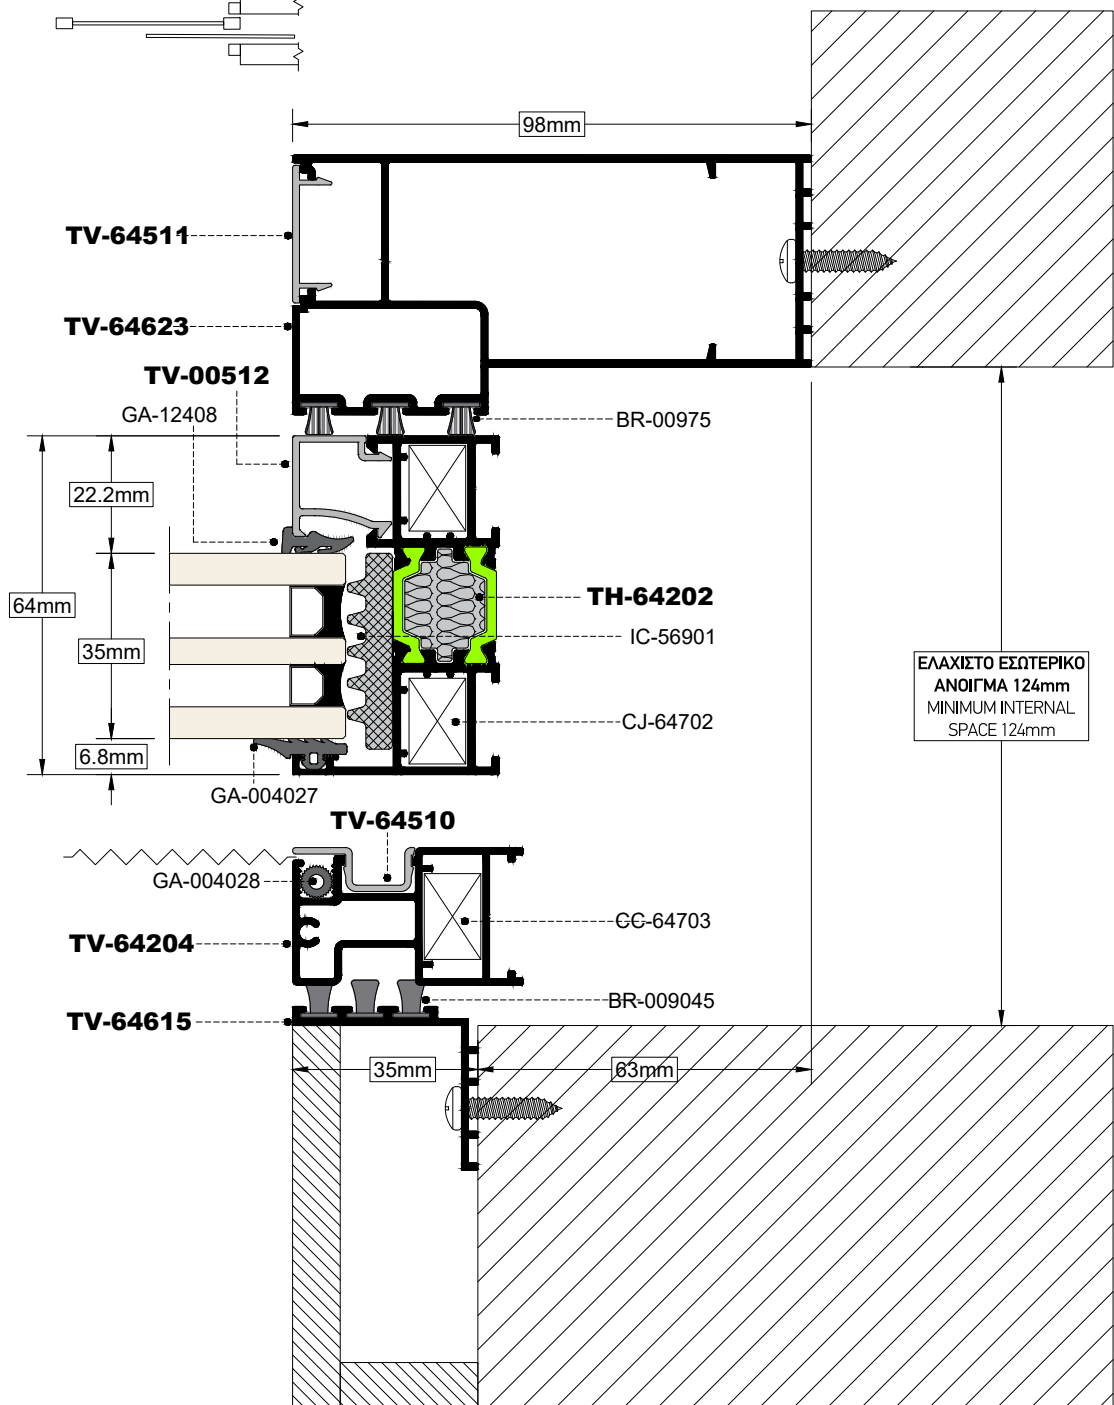 98mm
TV-64511
TV-64623
TV-00512
GA-12408
BR-00975
22.2mm
64mm
TH-64202
IC-56901
35mm
ΕΛΑΧΙΣΤΟ ΕΣΩΤΕΡΙΚΟ
ΑΝΟΙΓΜΑ 124mm
MINIMUM INTERNAL
SPACE 124mm
CJ-64702
6.8mm
GA-004027
TV-64510
GA-004028
CC-64703
TV-64204
BR-009045
TV-64615
35mm
63mm